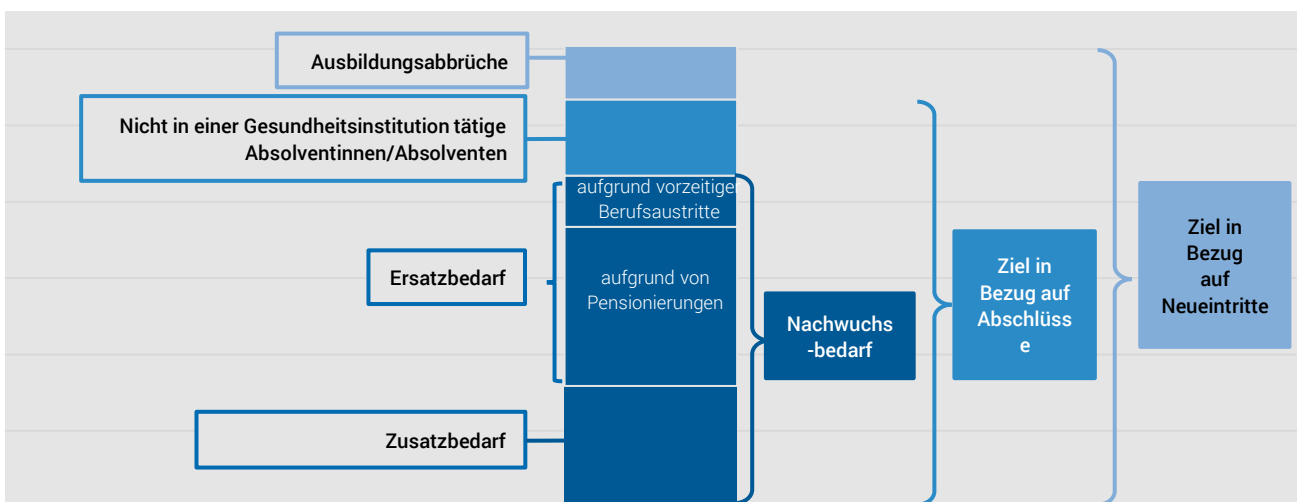 Ausbildungsabbrüche
Nicht in einer Gesundheitsinstitution tätige
Absolventinnen/Absolventen
aufgrund vorzeitiger
Berufsaustritte
Ersatzbedarf
aufgrund von
Pensionierungen
Zusatzbedarf
Nachwuchs
-bedarf
Ziel in
Bezug auf
Abschlüss
e
Ziel in
Bezug
auf
Neueintritte